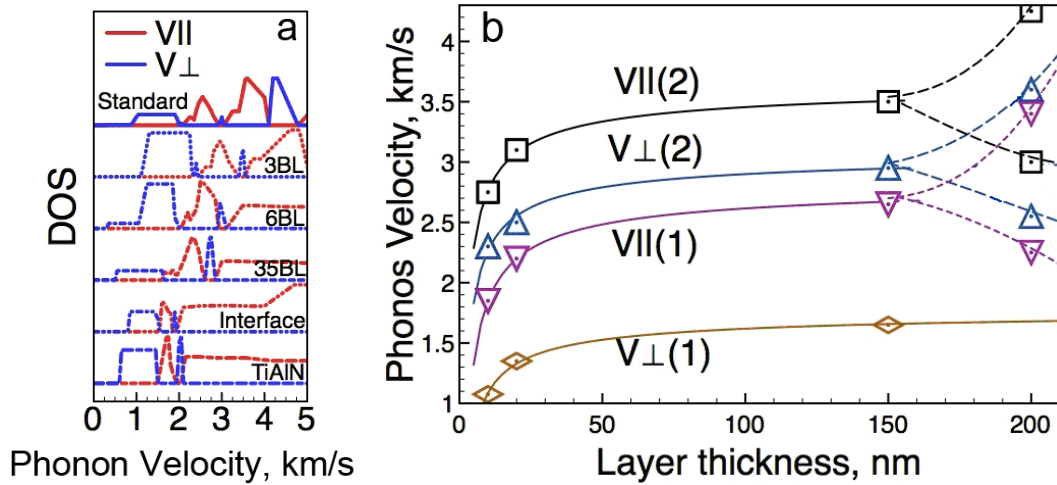 a
V||
V⊥
Standard
3BL
6BL
35BL
Interface
TiAlN
DOS
0 1 2 3 4 5
Phonon Velocity, km/s
b
4
3.5
3
2.5
2
1.5
1
V||(2)
V⊥(2)
V||(1)
V⊥(1)
Phonos Velocity, km/s
0 50 100 150 200
Layer thickness, nm